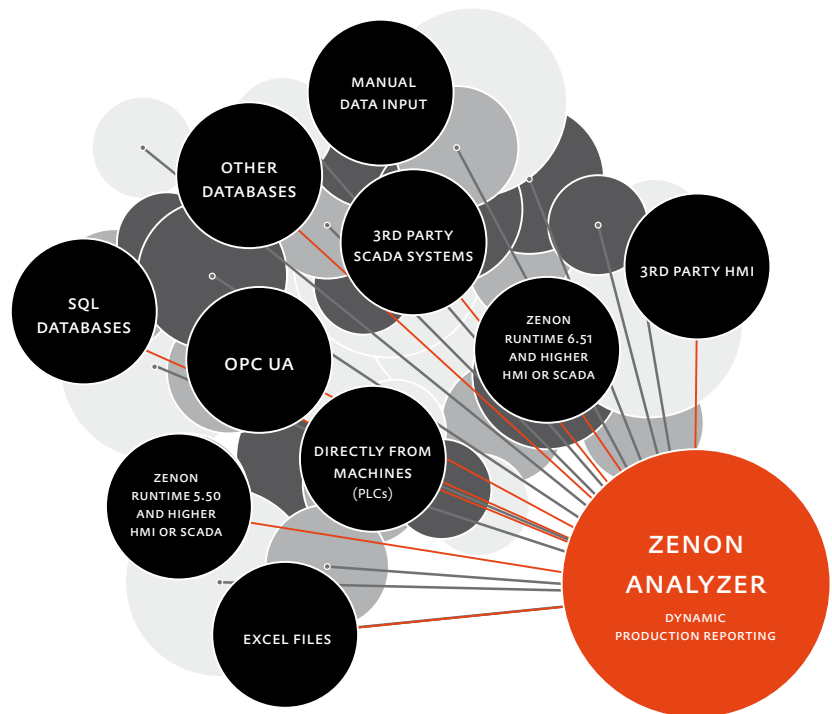 MANUAL
DATA INPUT
OTHER
DATABASES
3RD PARTY
SCADA SYSTEMS
3RD PARTY HMI
SQL
DATABASES
ZENON
RUNTIME 6.51
AND HIGHER
HMI OR SCADA
OPC UA
DIRECTLY FROM
MACHINES
(PLCs)
ZENON
RUNTIME 5.50
AND HIGHER
HMI OR SCADA
EXCEL FILES
ZENON
ANALYZER
DYNAMIC
PRODUCTION REPORTING